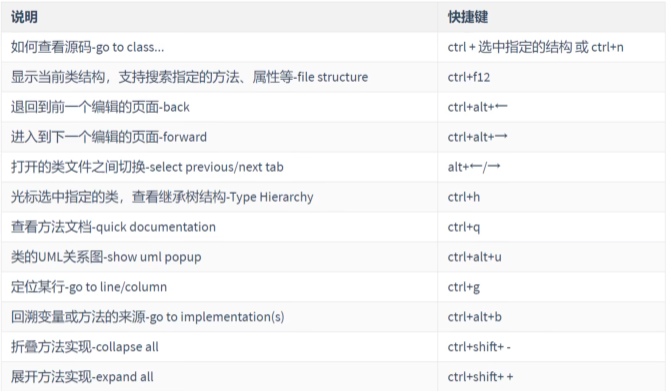 说明 快捷键
如何查看源码-go to class... ctrl + 选中指定的结构 或 ctrl+n
显示当前类结构，支持搜索指定的方法、属性等-file structure ctrl+f12
退回到前一个编辑的页面-back ctrl+alt+←
进入到下一个编辑的页面-forward ctrl+alt+→
打开的类文件之间切换-select previous/next tab alt+←/→
光标选中指定的类，查看继承树结构-Type Hierarchy ctrl+h
查看方法文档-quick documentation ctrl+q
类的UML关系图-show uml popup ctrl+alt+u
定位某行-go to line/column ctrl+g
回溯变量或方法的来源-go to implementation(s) ctrl+alt+b
折叠方法实现-collapse all ctrl+shift+ -
展开方法实现-expand all ctrl+shift+ +